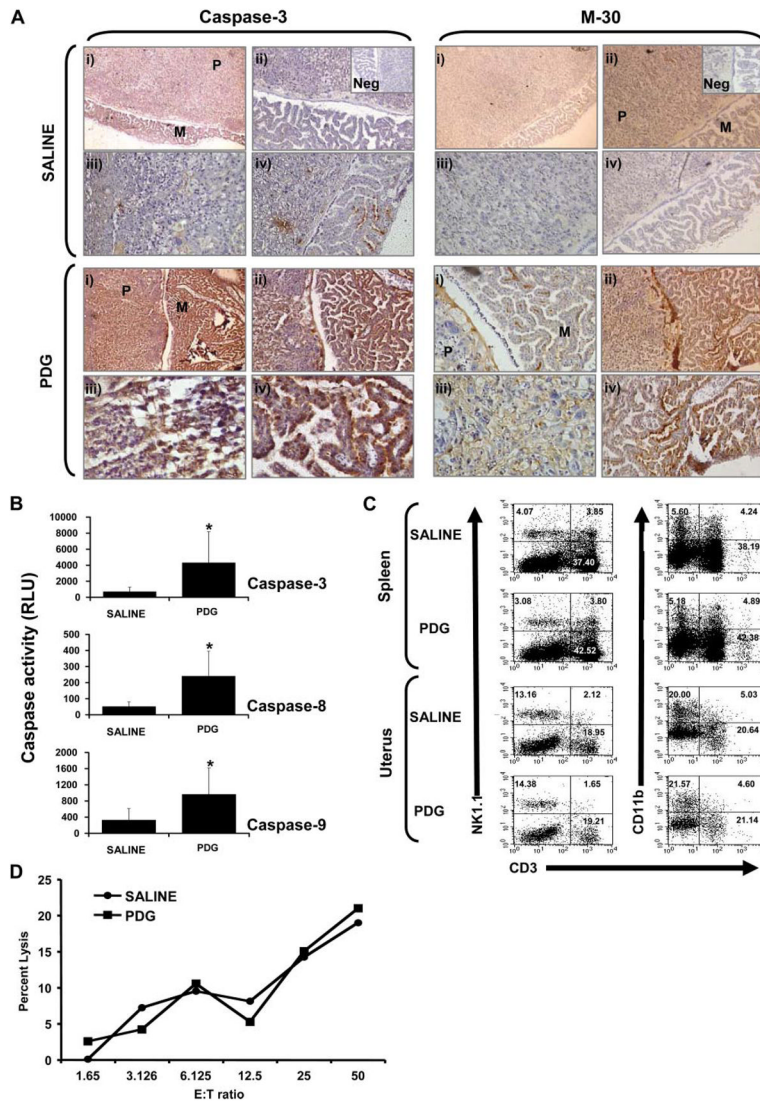 A
Caspase-3
M-30
SALINE
i)
P
M
ii)
Neg
iii)
iv)
i)
ii)
Neg
P
M
iii)
iv)
PDG
i)
P
M
ii)
iii)
iv)
i)
P
M
ii)
iii)
iv)
B
Caspase activity (RLU)
10000
8000
6000
4000
2000
0
*
SALINE
PDG
Caspase-3
500
400
300
200
100
0
*
SALINE
PDG
Caspase-8
2000
1600
1200
800
400
0
*
SALINE
PDG
Caspase-9
C
Spleen
SALINE
4.07 3.85
37.40
5.60 4.24
38.19
PDG
3.08 3.80
42.52
5.18 4.89
42.38
Uterus
SALINE
13.16 2.12
18.95
20.00 5.03
20.64
PDG
14.38 1.65
19.21
21.57 4.60
21.14
NK1.1
CD11b
CD3
D
SALINE
PDG
Percent Lysis
25
20
15
10
5
0
1.65 3.126 6.125 12.5 25 50
E:T ratio